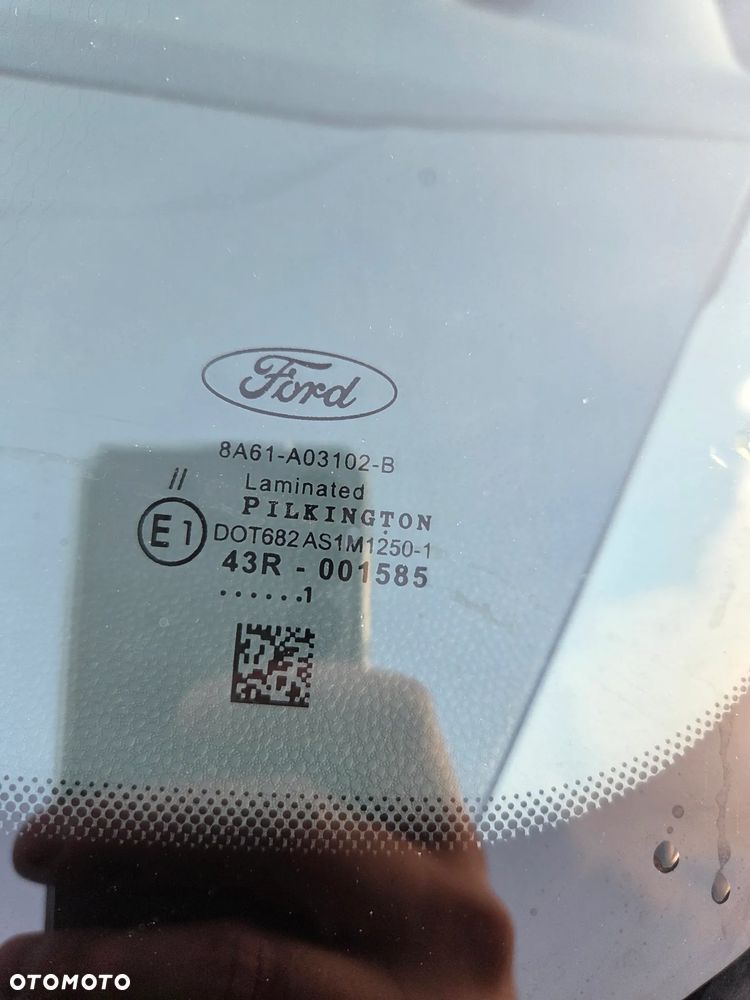 Ford
8A61-A03102-B
//
Laminated
PILKINGTON
E1
DOT682 AS1M1250-1
43R - 001585
......1
OTOMOTO